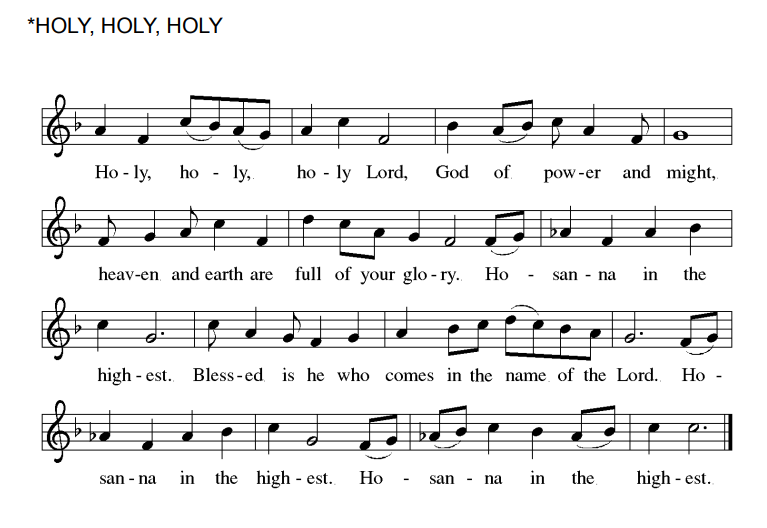 *HOLY, HOLY, HOLY
Ho - ly, ho - ly, ho - ly Lord, God of pow-er and might,
heav-en and earth are full of your glo - ry. Ho - san - na in the
high - est. Bless - ed is he who comes in the name of the Lord. Ho -
san - na in the high - est. Ho - san - na in the high - est.